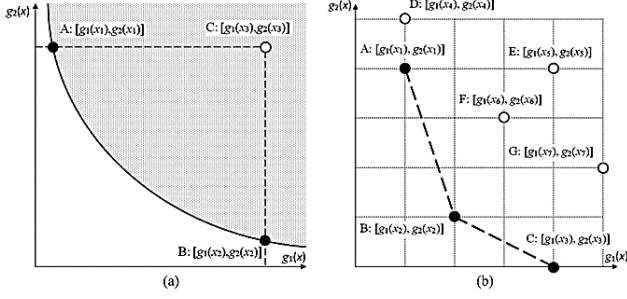 g2(x)
A: [g1(x1),g2(x1)]
C: [g1(x3),g2(x3)]
B: [g1(x2),g2(x2)]
g1(x)
(a)
g2(x)
D: [g1(x4), g2(x4)]
A: [g1(x1), g2(x1)]
E: [g1(x5), g2(x5)]
F: [g1(x6), g2(x6)]
G: [g1(x7), g2(x7)]
B: [g1(x2), g2(x2)]
C: [g1(x3), g2(x3)]
g1(x)
(b)